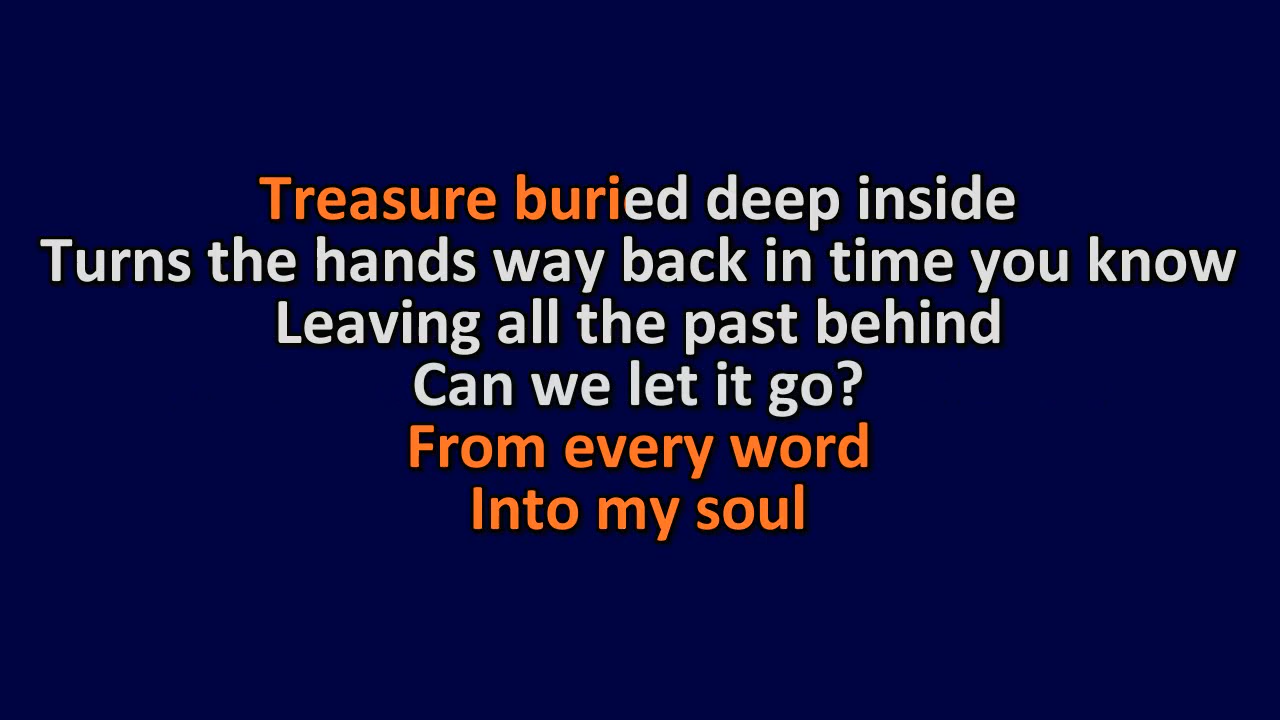 Treasure buried deep inside
Turns the hands way back in time you know
Leaving all the past behind
Can we let it go?
From every word
Into my soul